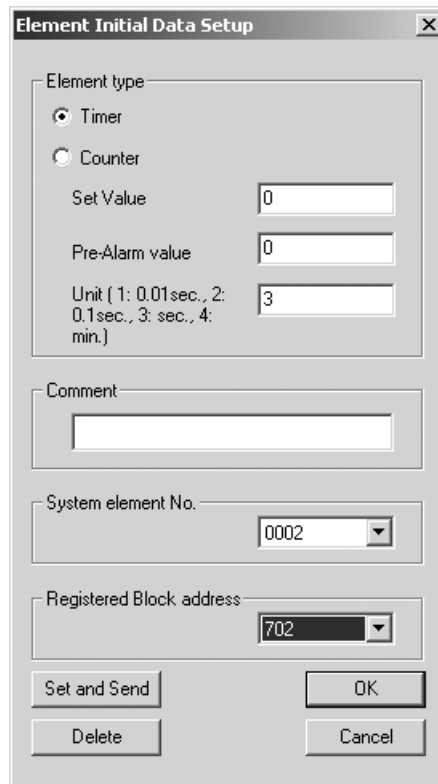 Element Initial Data Setup
Element type
Timer
Counter
Set Value
0
Pre-Alarm value
0
Unit ( 1: 0.01sec., 2:
0.1sec., 3: sec., 4:
min.)
3
Comment
System element No.
0002
Registered Block address
702
Set and Send
OK
Delete
Cancel